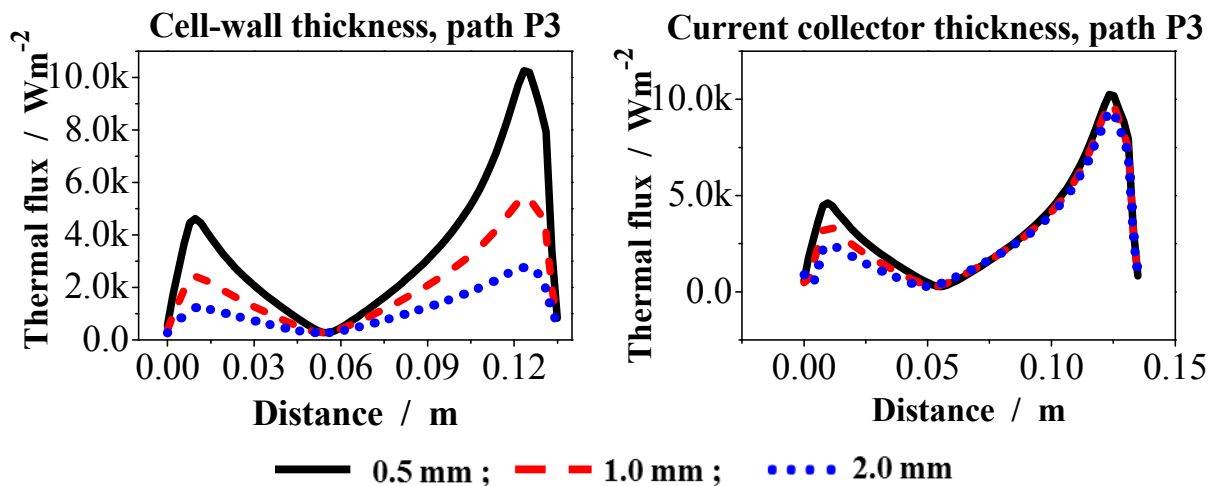 Cell-wall thickness, path P3
Thermal flux / Wm-2
10.0k
8.0k
6.0k
4.0k
2.0k
0.0
0.00 0.03 0.06 0.09 0.12
Distance / m
Current collector thickness, path P3
Thermal flux / Wm-2
10.0k
5.0k
0.0
0.00 0.05 0.10 0.15
Distance / m
0.5 mm ; 1.0 mm ; 2.0 mm